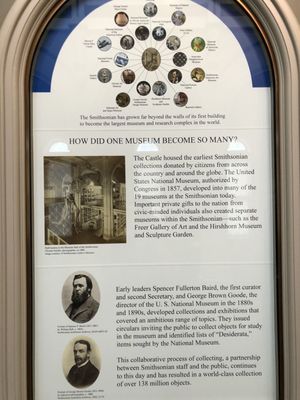 The Smithsonian has grown far beyond the walls of its first building
to become the largest museum and research complex in the world.
HOW DID ONE MUSEUM BECOME SO MANY?
The Castle housed the earliest Smithsonian
collections donated by citizens from across
the country and around the globe. The United
States National Museum, authorized by
Congress in 1857, developed into many of the
19 museums at the Smithsonian today.
Important private gifts to the nation from
civic-minded individuals also created separate
museums within the Smithsonian—such as the
Freer Gallery of Art and the Hirshhorn Museum
and Sculpture Garden.
Early leaders Spencer Fullerton Baird, the first curator
and second Secretary, and George Brown Goode, the
director of the U. S. National Museum in the 1880s
and 1890s, developed collections and exhibitions that
covered an ambitious range of topics. They issued
circulars inviting the public to collect objects for study
in the museum and identified lists of "Desiderata,"
items sought by the National Museum.
This collaborative process of collecting, a partnership
between Smithsonian staff and the public, continues
to this day and has resulted in a world-class collection
of over 138 million objects.